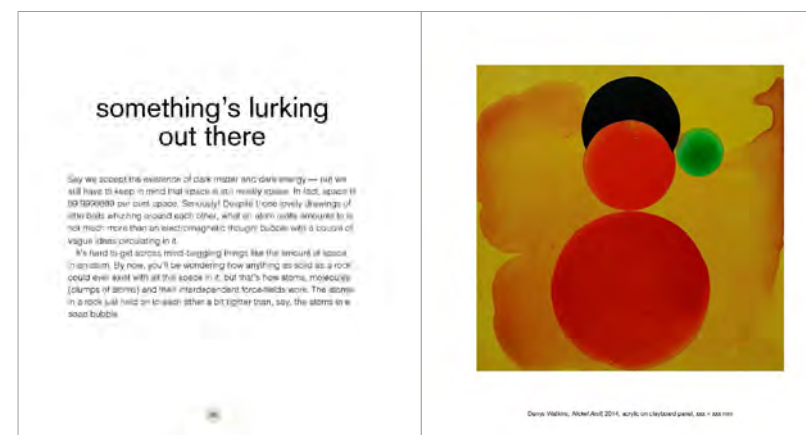 something's lurking
out there
Say we accept the existence of dark matter and dark energy — but we
still have to keep in mind that space is still mostly space. In fact, space is
99.9999999 per cent space. Seriously! Despite those lovely drawings of
little balls whizzing around each other, what an atom really amounts to is
not much more than an electromagnetic thought bubble with a couple of
vague ideas circulating in it.
It's hard to get across mind-boggling things like the amount of space
in an atom. By now, you'll be wondering how anything as solid as a rock
could ever exist with all this space in it, but that's how atoms, molecules
(clumps of atoms) and their interdependent force-fields work. The atoms
in a rock just hold on to each other a bit tighter than, say, the atoms in a
soap bubble.
Denys Watkins, 2014, acrylic on clayboard panel, xxx × xxx mm